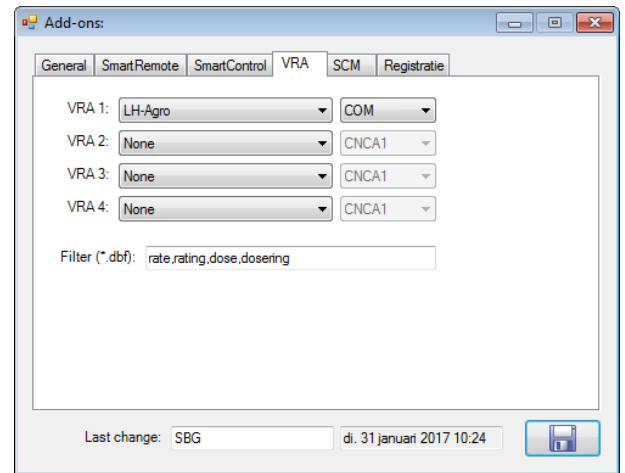 Add-ons:
General SmartRemote SmartControl VRA SCM Registratie
VRA 1: LH-Agro COM
VRA 2: None CNCA1
VRA 3: None CNCA1
VRA 4: None CNCA1
Filter (*.dbf): rate,rating,dose,dosering
Last change: SBG di. 31 januari 2017 10:24